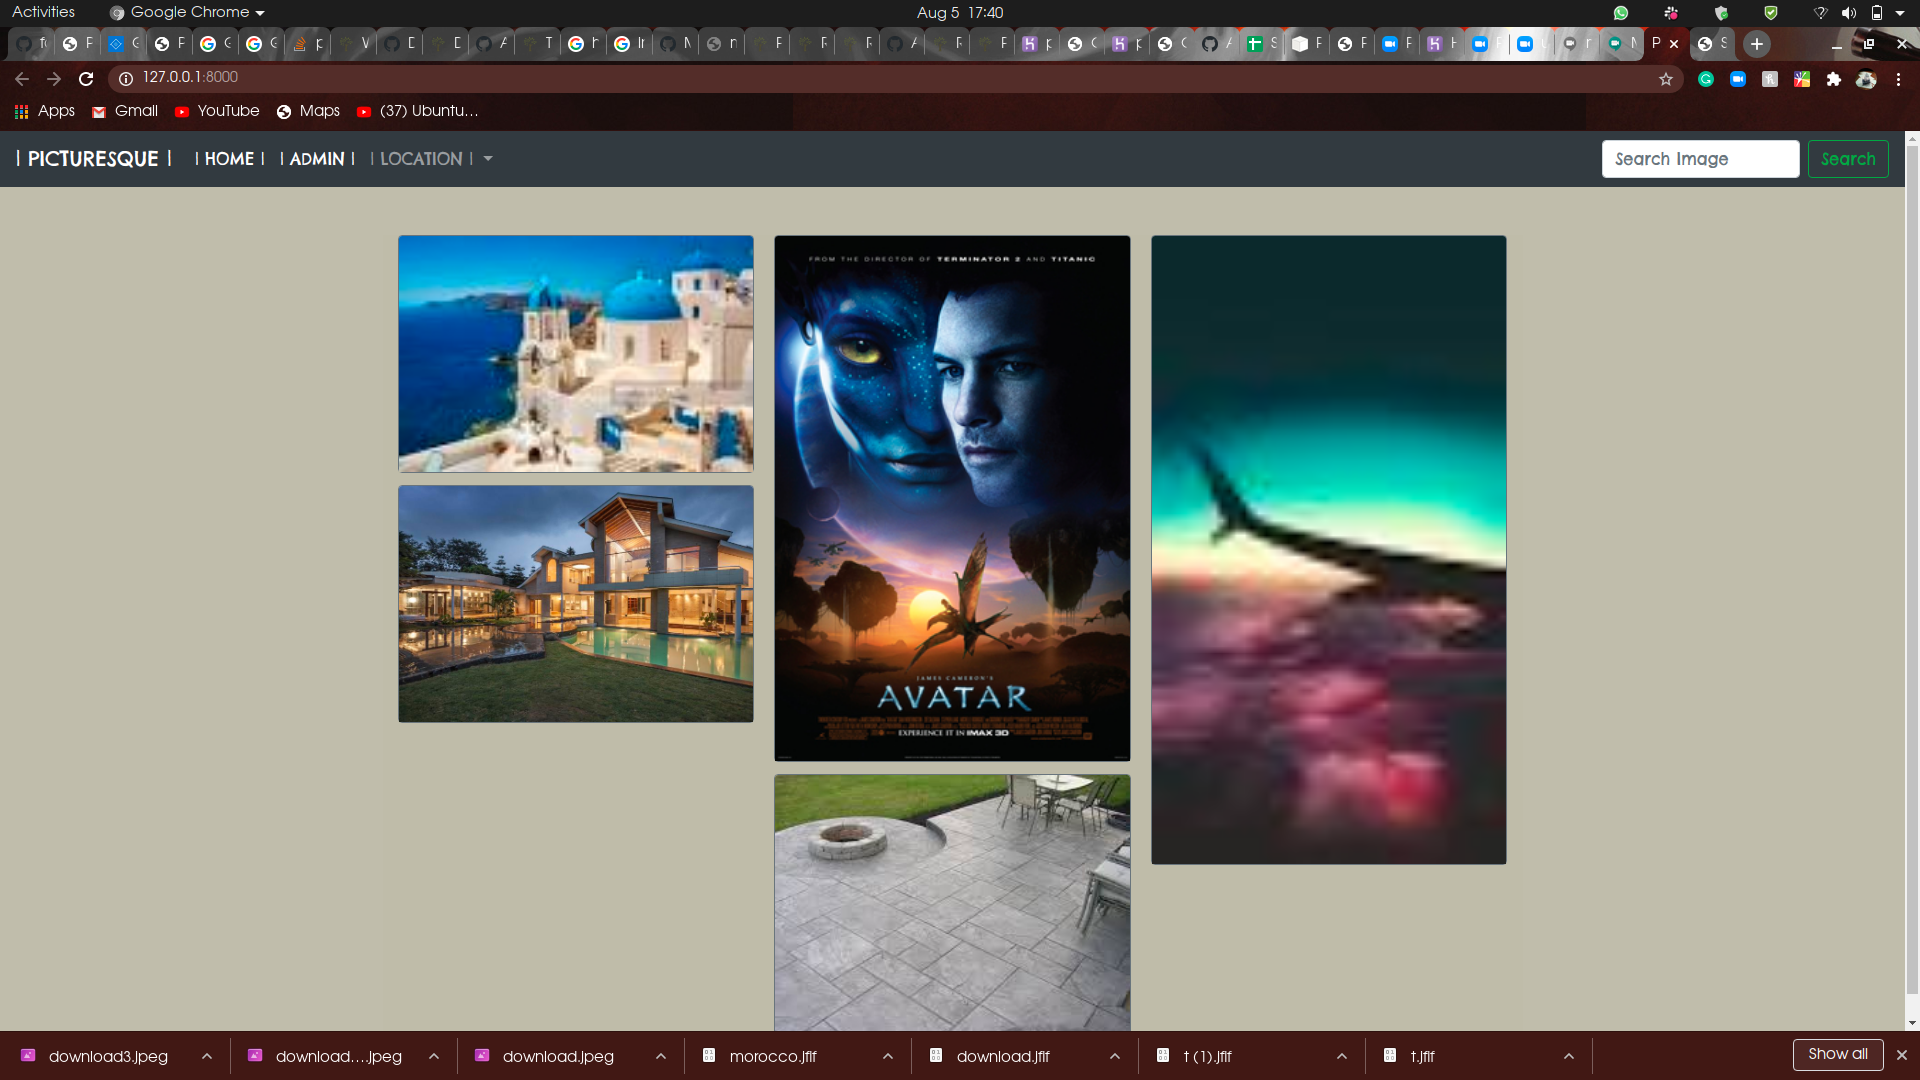 Activities
Google Chrome
Aug 5 17:40
127.0.0.1:8000
Apps
Gmail
YouTube
Maps
(37) Ubuntu...
| PICTURESQUE |
| HOME |
| ADMIN |
| LOCATION |
Search Image
Search
FROM THE DIRECTOR OF TERMINATOR 2 AND TITANIC
JAMES CAMERON'S
AVATAR
EXPERIENCE IT IN IMAX 3D
download3.jpeg
download....jpeg
download.jpeg
morocco.jfif
download.jfif
t (1).jfif
t.jfif
Show all